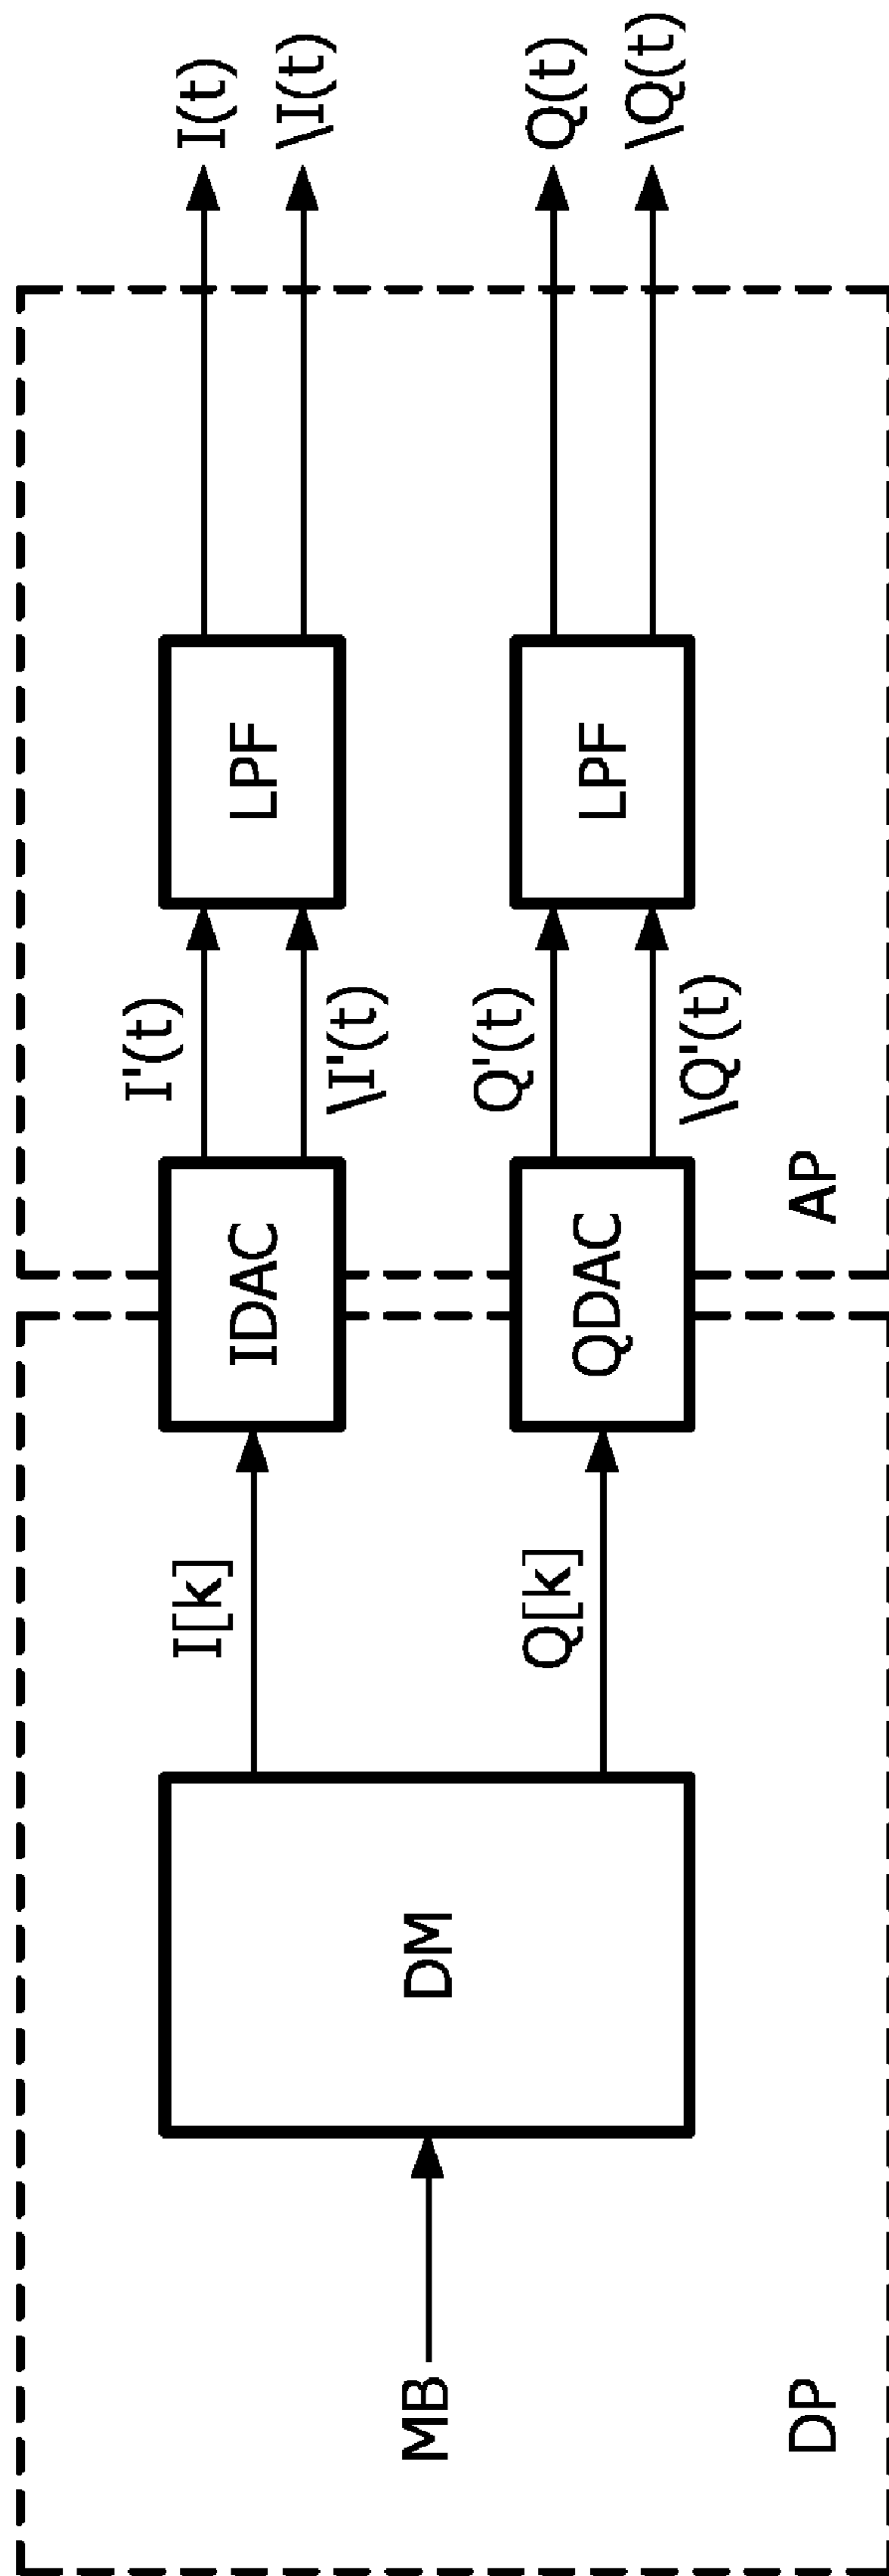 MB
DM
I[k]
Q[k]
IDAC
QDAC
I'(t)
\I'(t)
Q'(t)
\Q'(t)
LPF
LPF
I(t)
\I(t)
Q(t)
\Q(t)
DP
AP